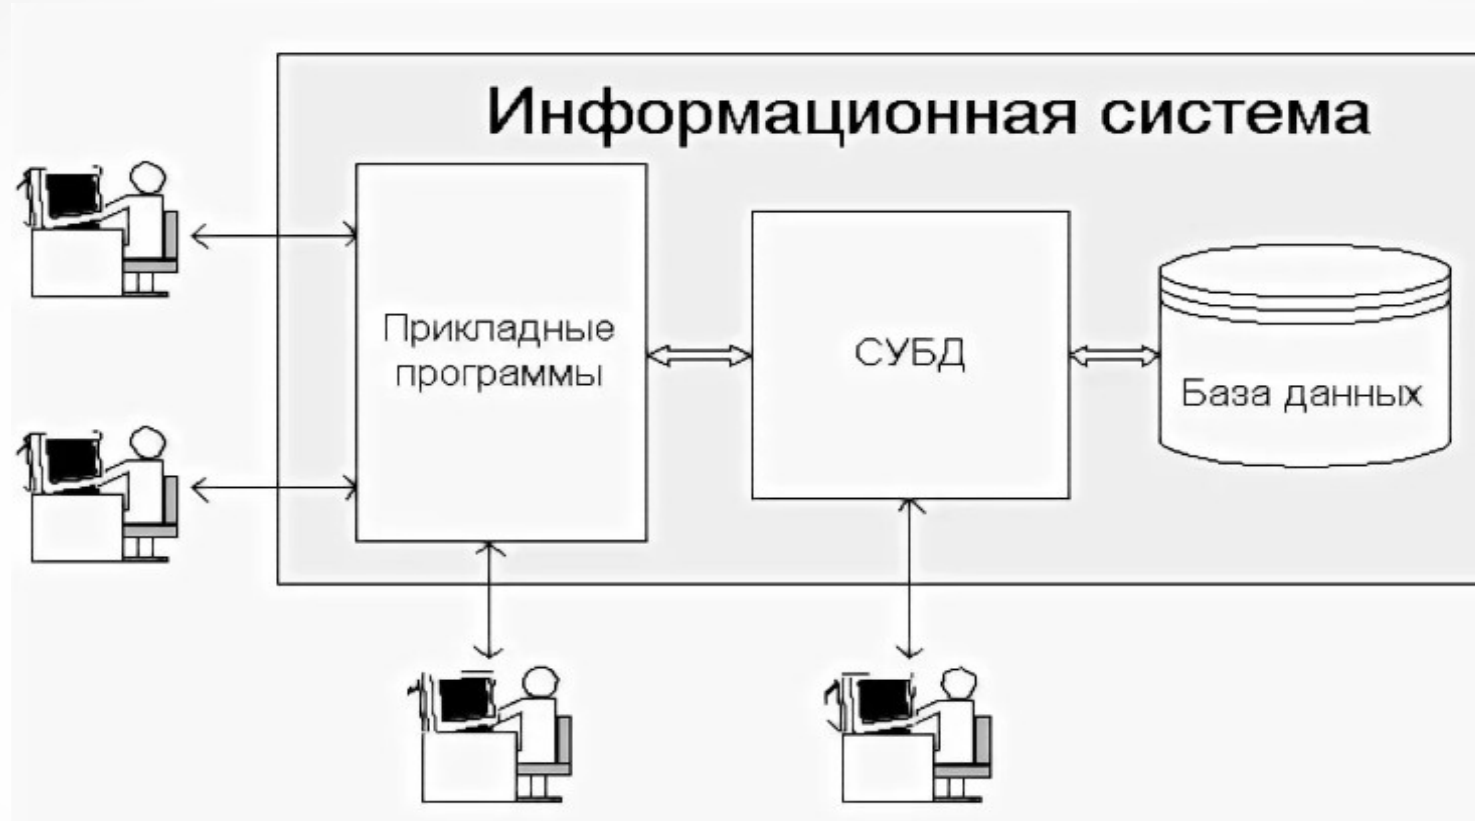 Информационная система
Прикладные
программы
СУБД
База данных